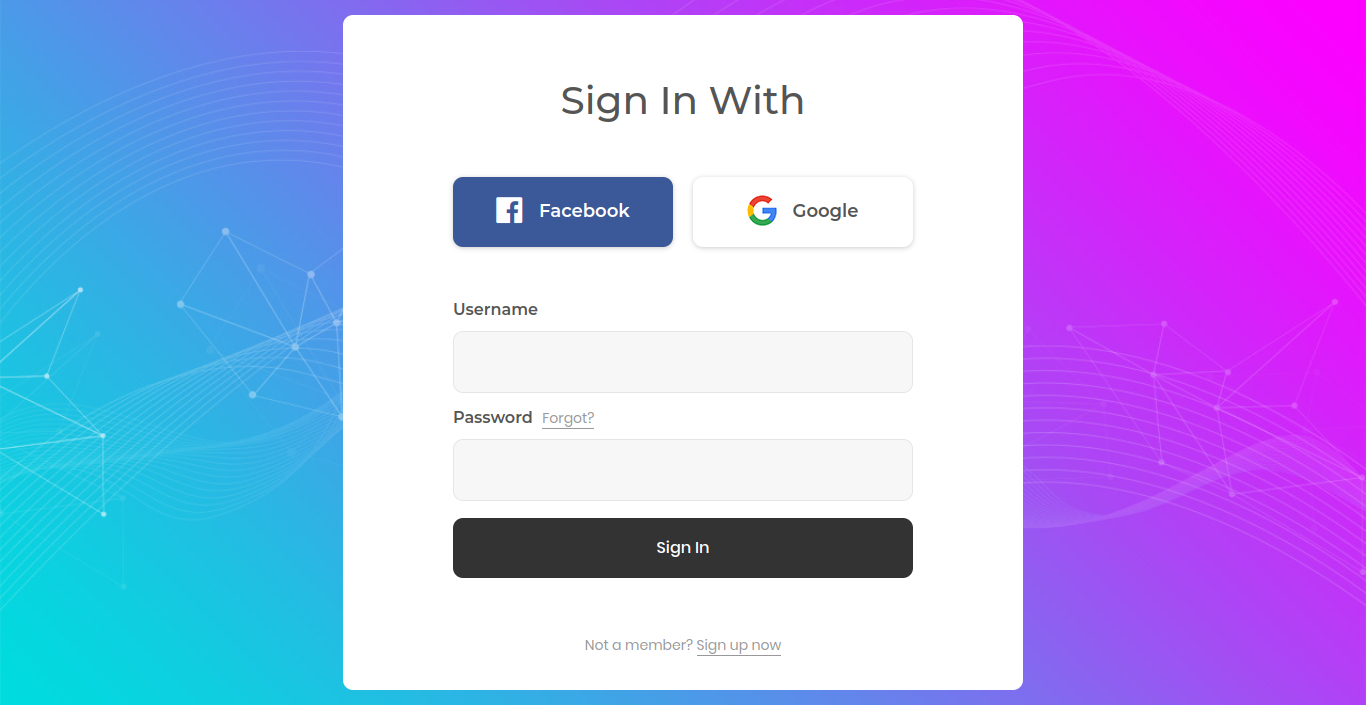 Sign In With
Facebook Google
Username
Password Forgot?
Sign In
Not a member? Sign up now